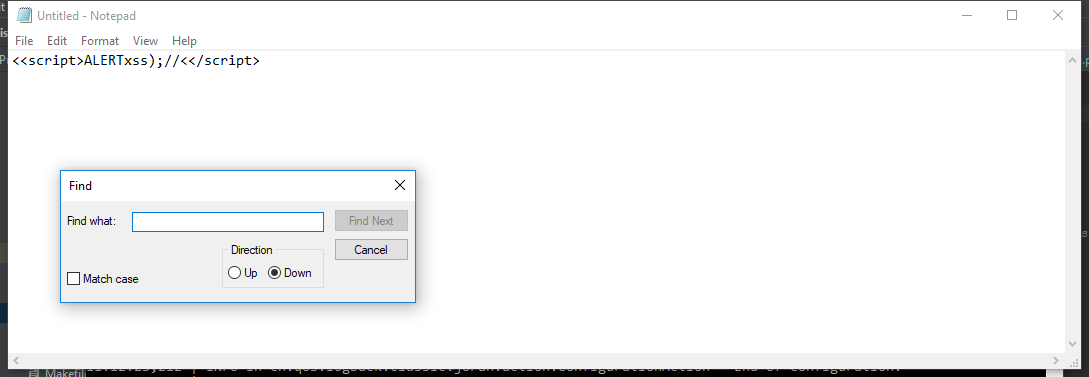 Untitled - Notepad
File Edit Format View Help
<<script>ALERTxss);//<</script>
Find
Find what:
Find Next
Direction
Cancel
Up Down
Match case